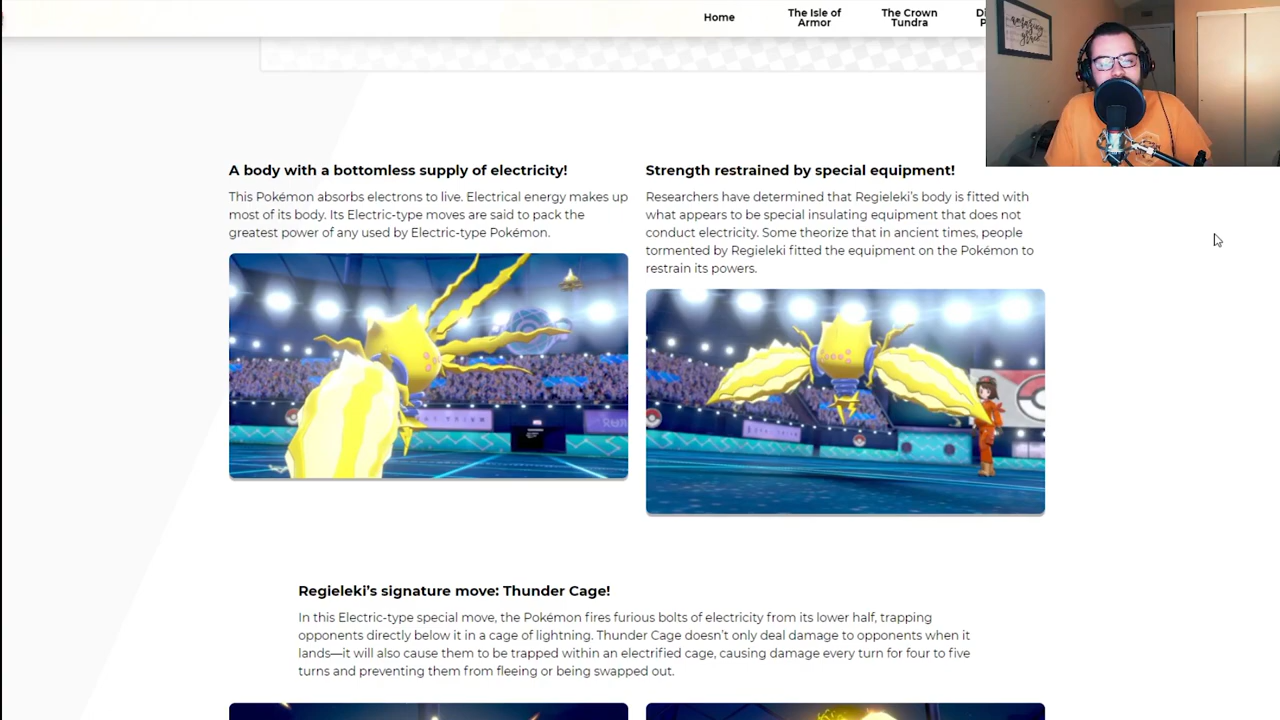 Home
The Isle of
Armor
The Crown
Tundra
A body with a bottomless supply of electricity!
This Pokémon absorbs electrons to live. Electrical energy makes up
most of its body. Its Electric-type moves are said to pack the
greatest power of any used by Electric-type Pokémon.
Strength restrained by special equipment!
Researchers have determined that Regieleki’s body is fitted with
what appears to be special insulating equipment that does not
conduct electricity. Some theorize that in ancient times, people
tormented by Regieleki fitted the equipment on the Pokémon to
restrain its powers.
Regieleki’s signature move: Thunder Cage!
In this Electric-type special move, the Pokémon fires furious bolts of electricity from its lower half, trapping
opponents directly below it in a cage of lightning. Thunder Cage doesn’t only deal damage to opponents when it
lands—it will also cause them to be trapped within an electrified cage, causing damage every turn for four to five
turns and preventing them from fleeing or being swapped out.
amazing
grace